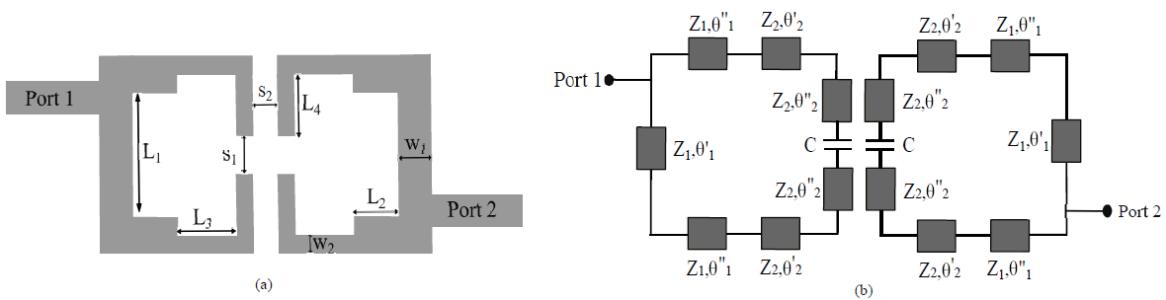 Port 1
L₁
L₃
s₁
s₂
L₄
L₂
wᵢ
w₂
Port 2
(a)
Port 1
Z₁,θ"₁
Z₂,θ'₂
Z₂,θ"₂
Z₁,θ'₁
C
Z₂,θ"₂
Z₁,θ"₁
Z₂,θ'₂
Z₂,θ'₂
Z₁,θ"₁
Z₂,θ"₂
C
Z₁,θ'₁
Z₂,θ"₂
Port 2
Z₂,θ'₂
Z₁,θ"₁
(b)